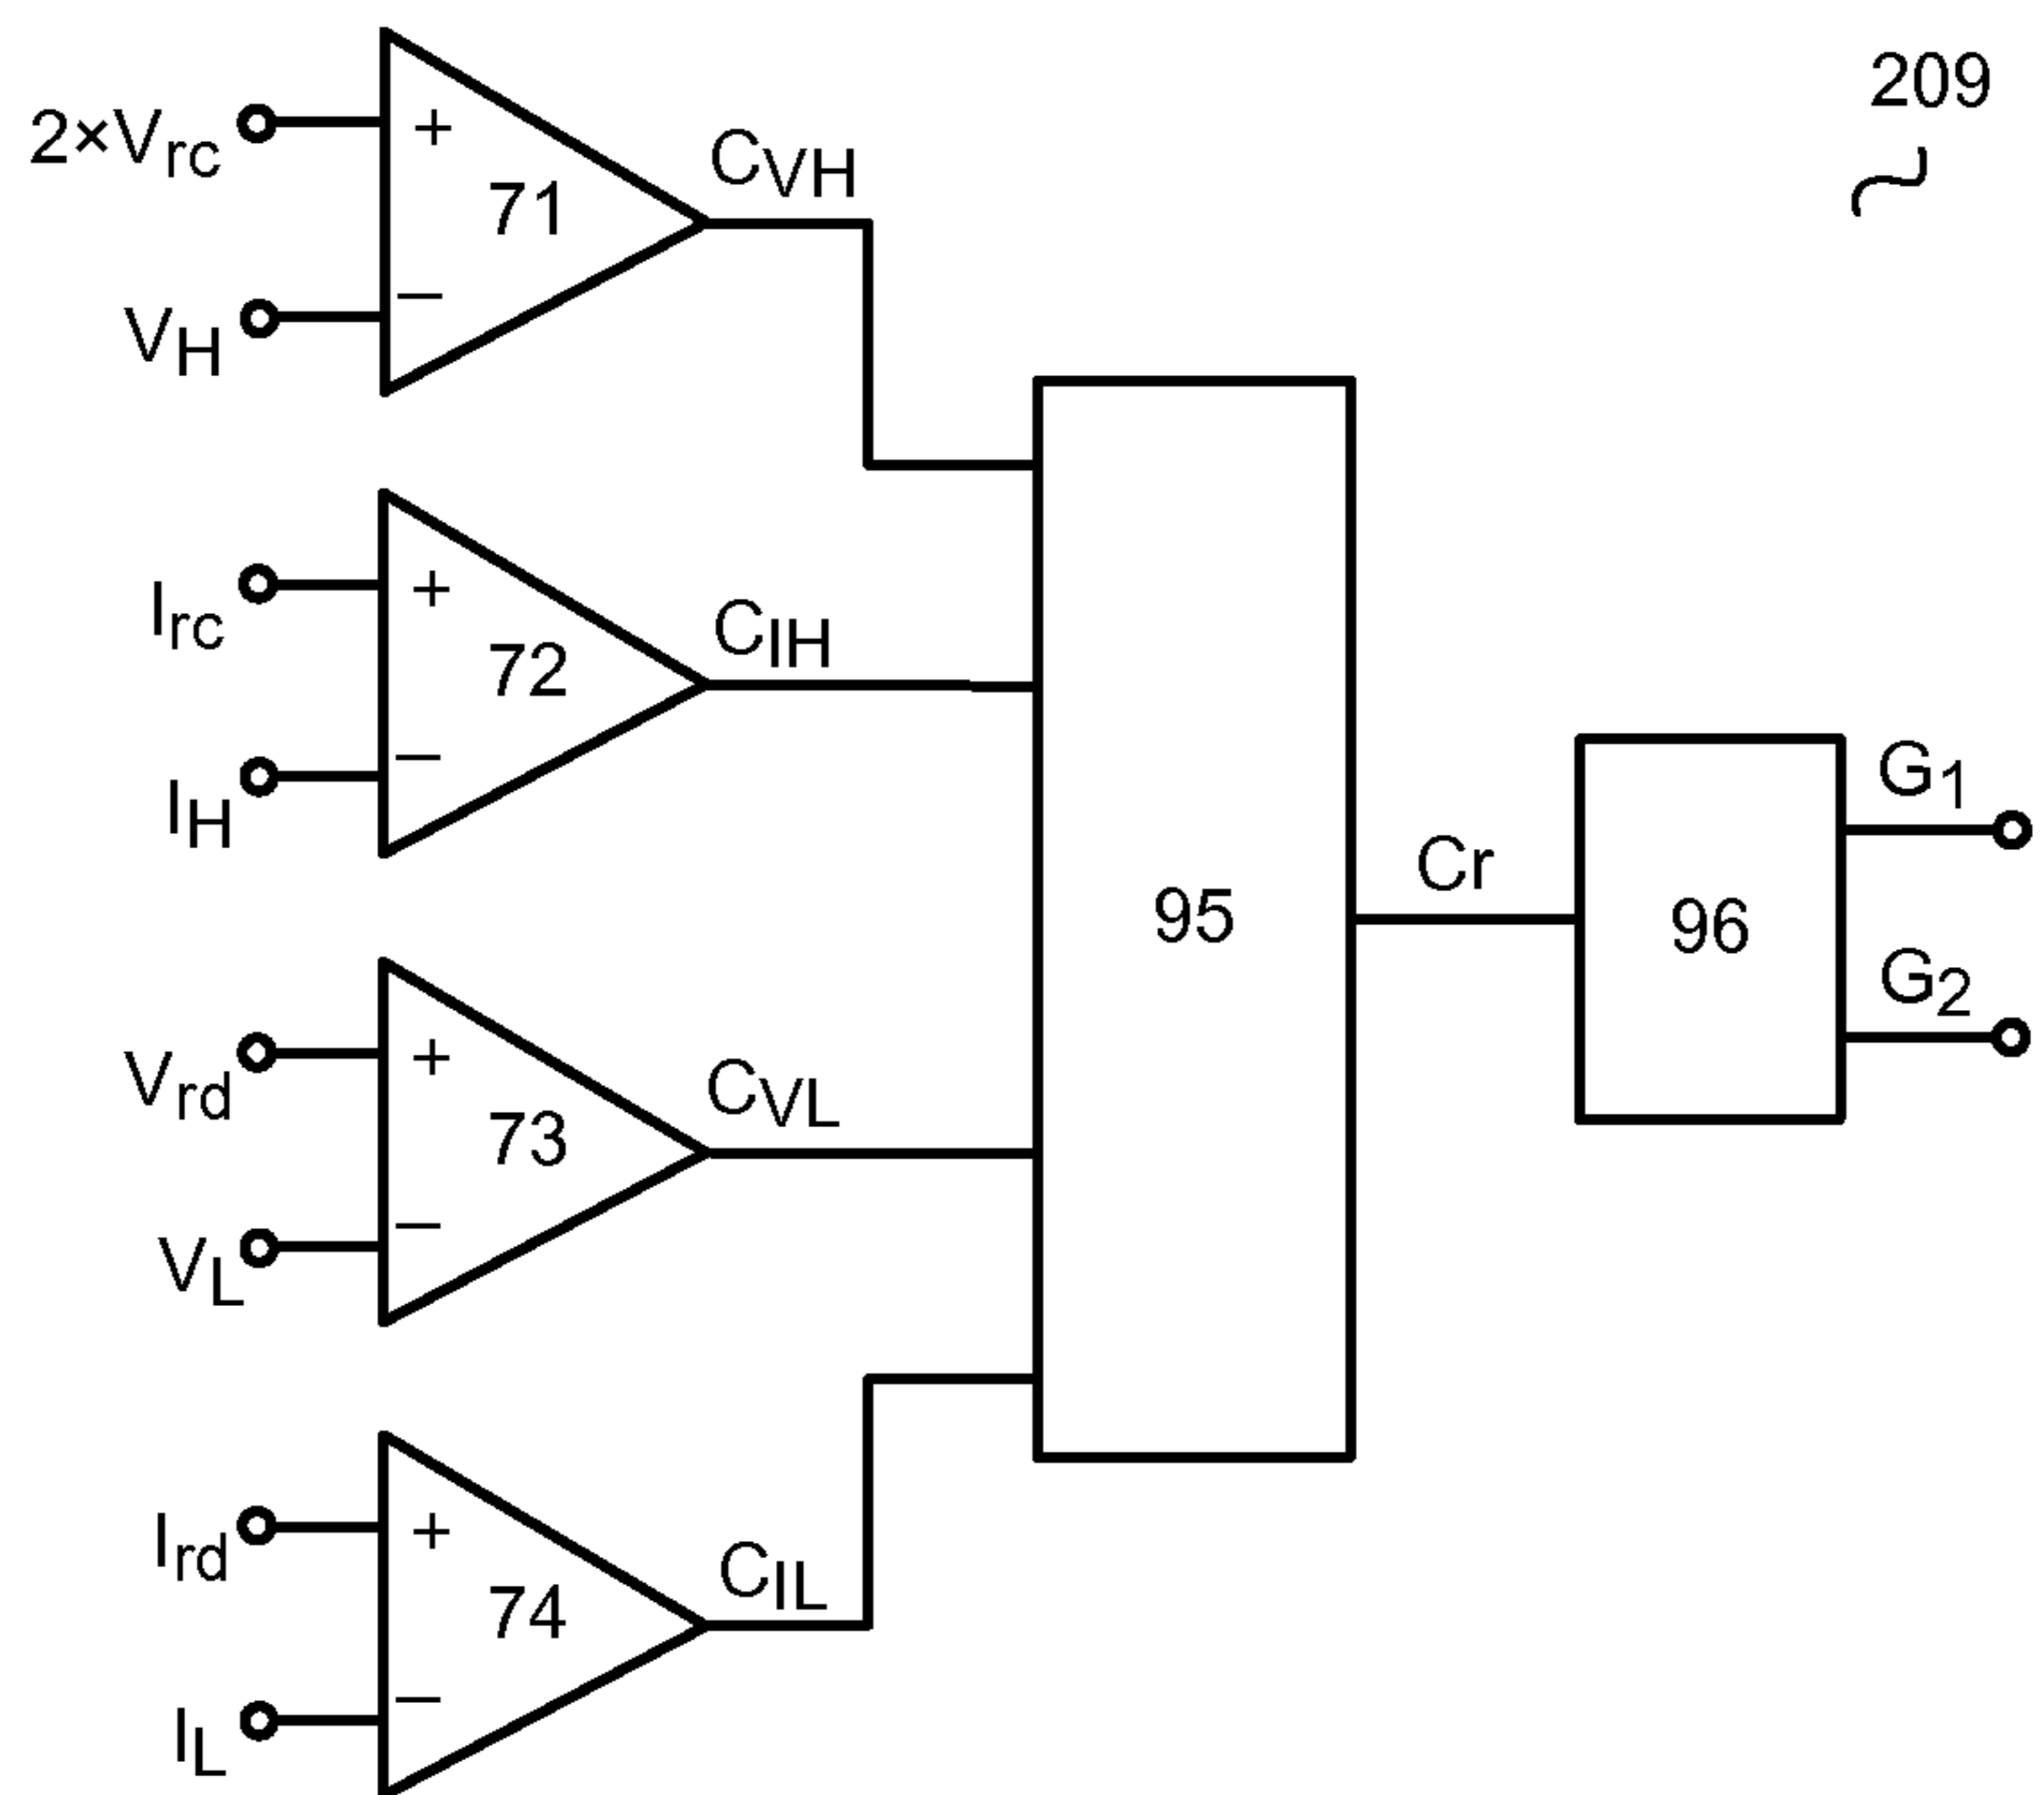 209
2×Vrc
+
71
CVH
VH
−
Irc
+
72
CIH
IH
−
95
Cr
96
G1
G2
Vrd
+
73
CVL
VL
−
Ird
+
74
CIL
IL
−